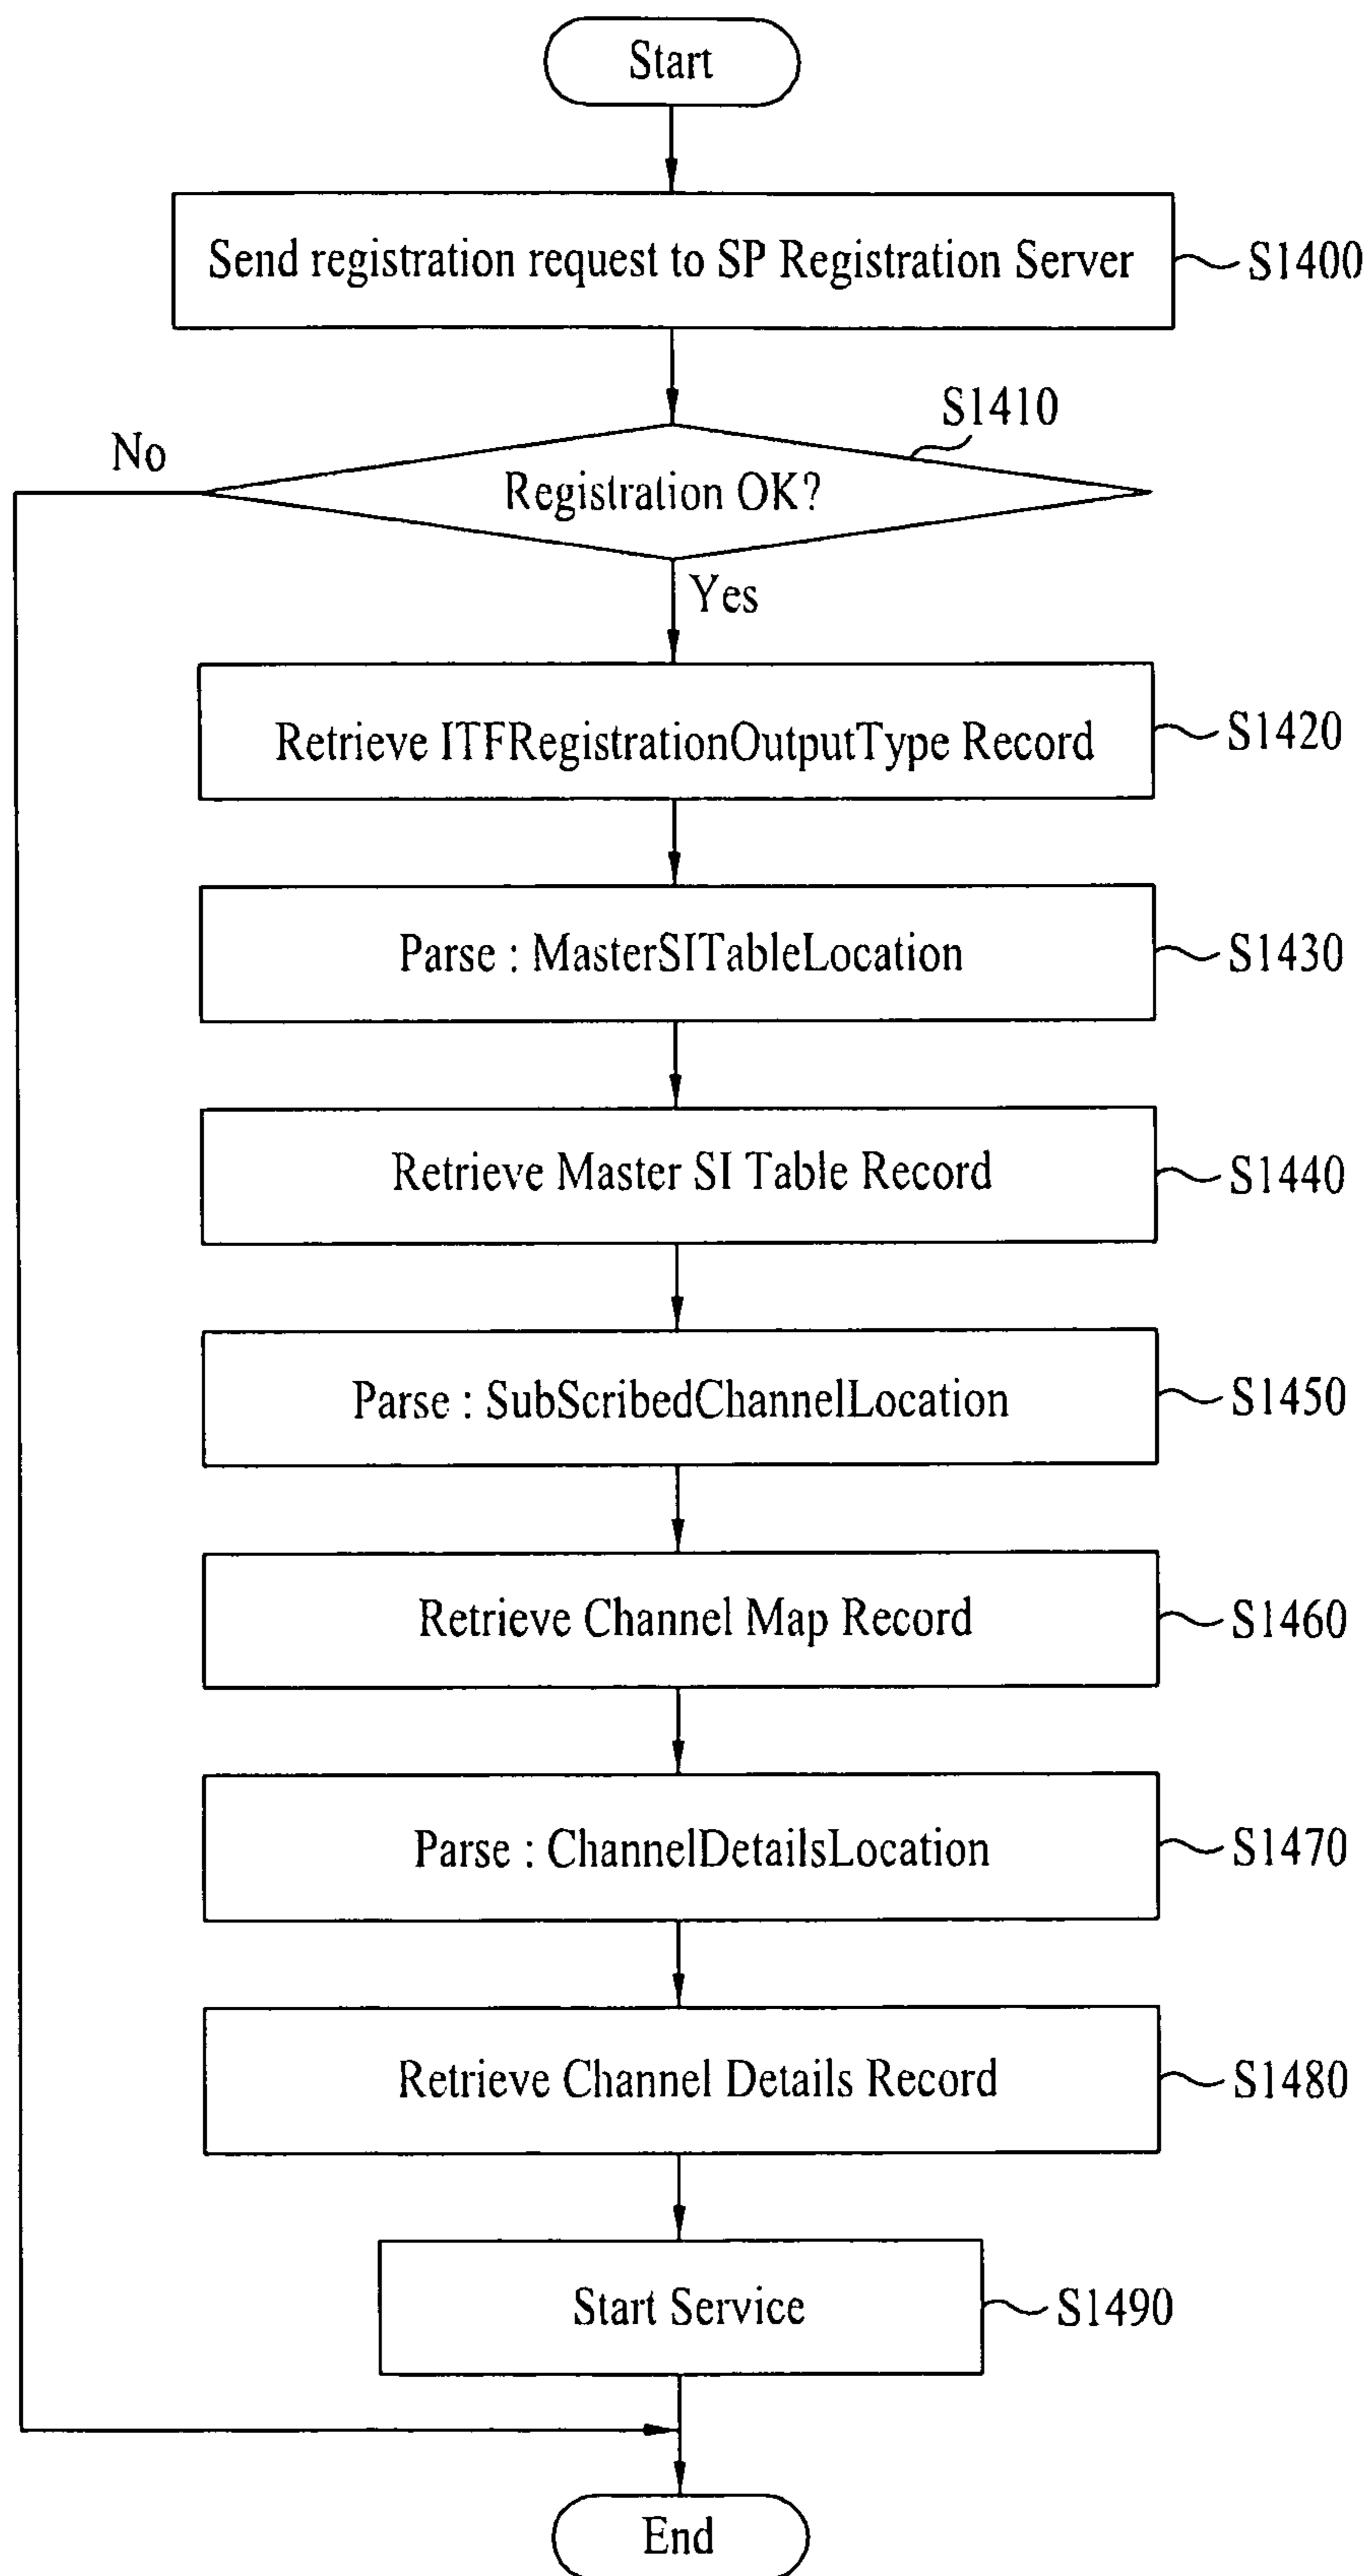 Start
Send registration request to SP Registration Server
S1400
S1410
No
Registration OK?
Yes
Retrieve ITFRegistrationOutputType Record
S1420
Parse : MasterSITableLocation
S1430
Retrieve Master SI Table Record
S1440
Parse : SubScribedChannelLocation
S1450
Retrieve Channel Map Record
S1460
Parse : ChannelDetailsLocation
S1470
Retrieve Channel Details Record
S1480
Start Service
S1490
End